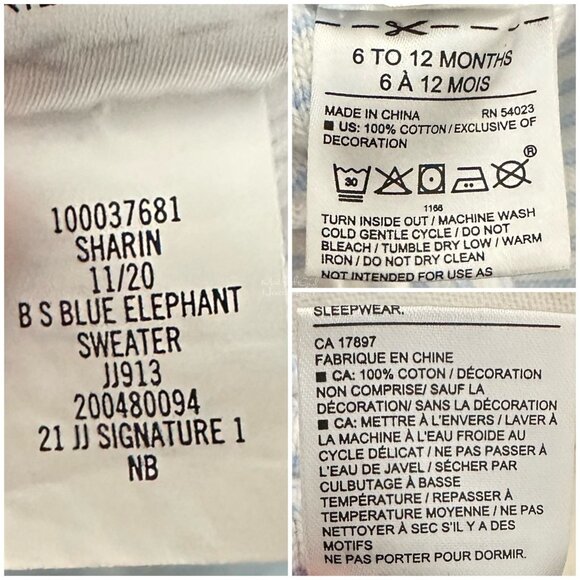 100037681
SHARIN
11/20
B S BLUE ELEPHANT
SWEATER
JJ913
200480094
21 JJ SIGNATURE 1
NB
6 TO 12 MONTHS
6 À 12 MOIS
MADE IN CHINA RN 54023
■ US: 100% COTTON / EXCLUSIVE OF
DECORATION
30
®
1166
TURN INSIDE OUT / MACHINE WASH
COLD GENTLE CYCLE / DO NOT
BLEACH / TUMBLE DRY LOW / WARM
IRON / DO NOT DRY CLEAN
NOT INTENDED FOR USE AS
SLEEPWEAR.
CA 17897
FABRIQUE EN CHINE
■ CA: 100% COTON / DÉCORATION
NON COMPRISE/ SAUF LA
DÉCORATION/ SANS LA DÉCORATION
■ CA: METTRE À L'ENVERS / LAVER À
LA MACHINE À L'EAU FROIDE AU
CYCLE DÉLICAT / NE PAS PASSER À
L'EAU DE JAVEL / SÉCHER PAR
CULBUTAGE À BASSE
TEMPÉRATURE / REPASSER À
TEMPERATURE MOYENNE / NE PAS
NETTOYER À SEC S'IL Y A DES
MOTIFS
NE PAS PORTER POUR DORMIR.